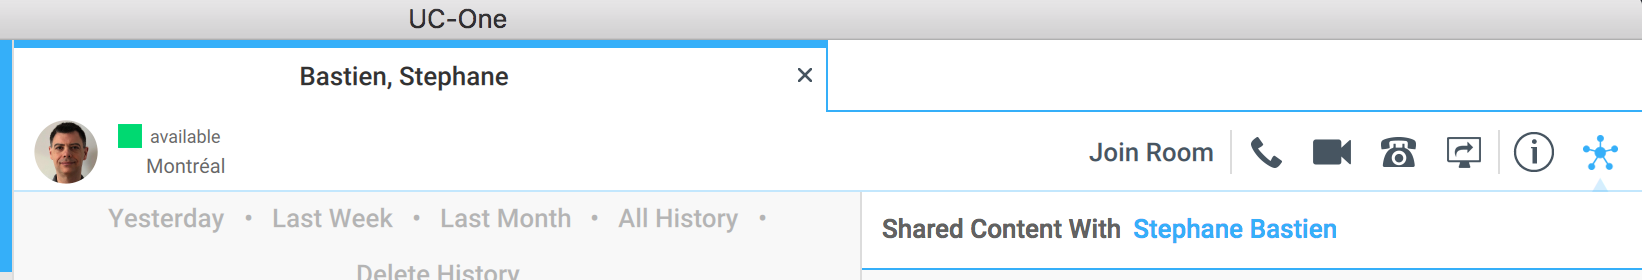 UC-One
Bastien, Stephane
available
Montréal
Join Room
Yesterday • Last Week • Last Month • All History •
Delete History
Shared Content With Stephane Bastien